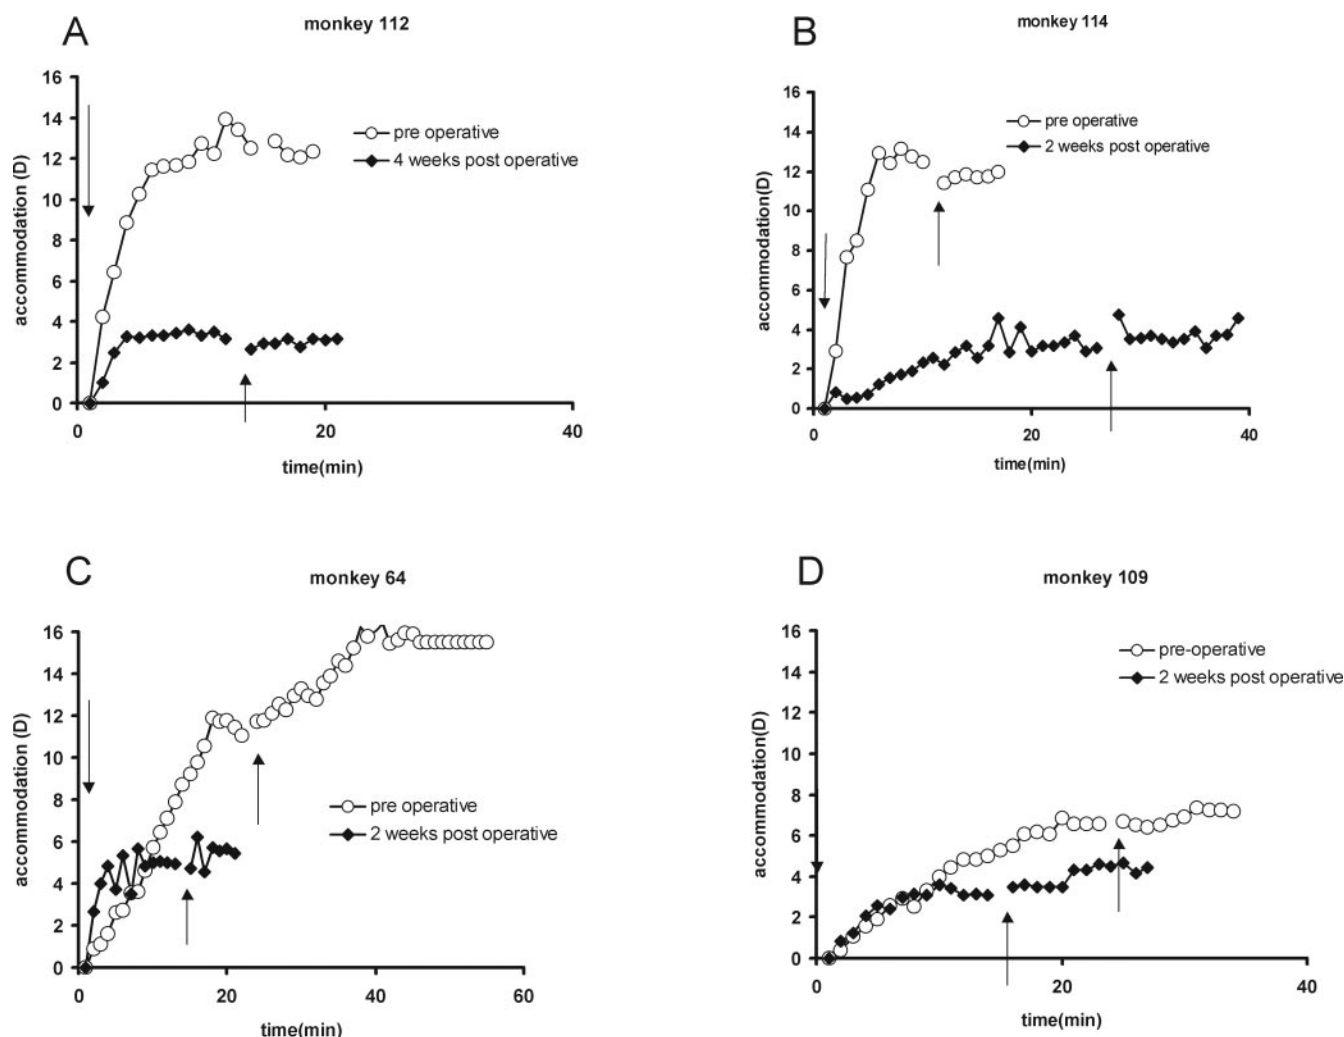 A
monkey 112
16
14
12
10
8
6
4
2
0
accommodation (D)
pre operative
4 weeks post operative
0
20
40
time(min)
B
monkey 114
16
14
12
10
8
6
4
2
0
accommodation(D)
pre operative
2 weeks post operative
0
20
40
time(min)
C
monkey 64
16
14
12
10
8
6
4
2
0
accommodation (D)
pre operative
2 weeks post operative
0
20
40
60
time(min)
D
monkey 109
16
14
12
10
8
6
4
2
0
accommodation(D)
pre-operative
2 weeks post operative
0
20
40
time(min)